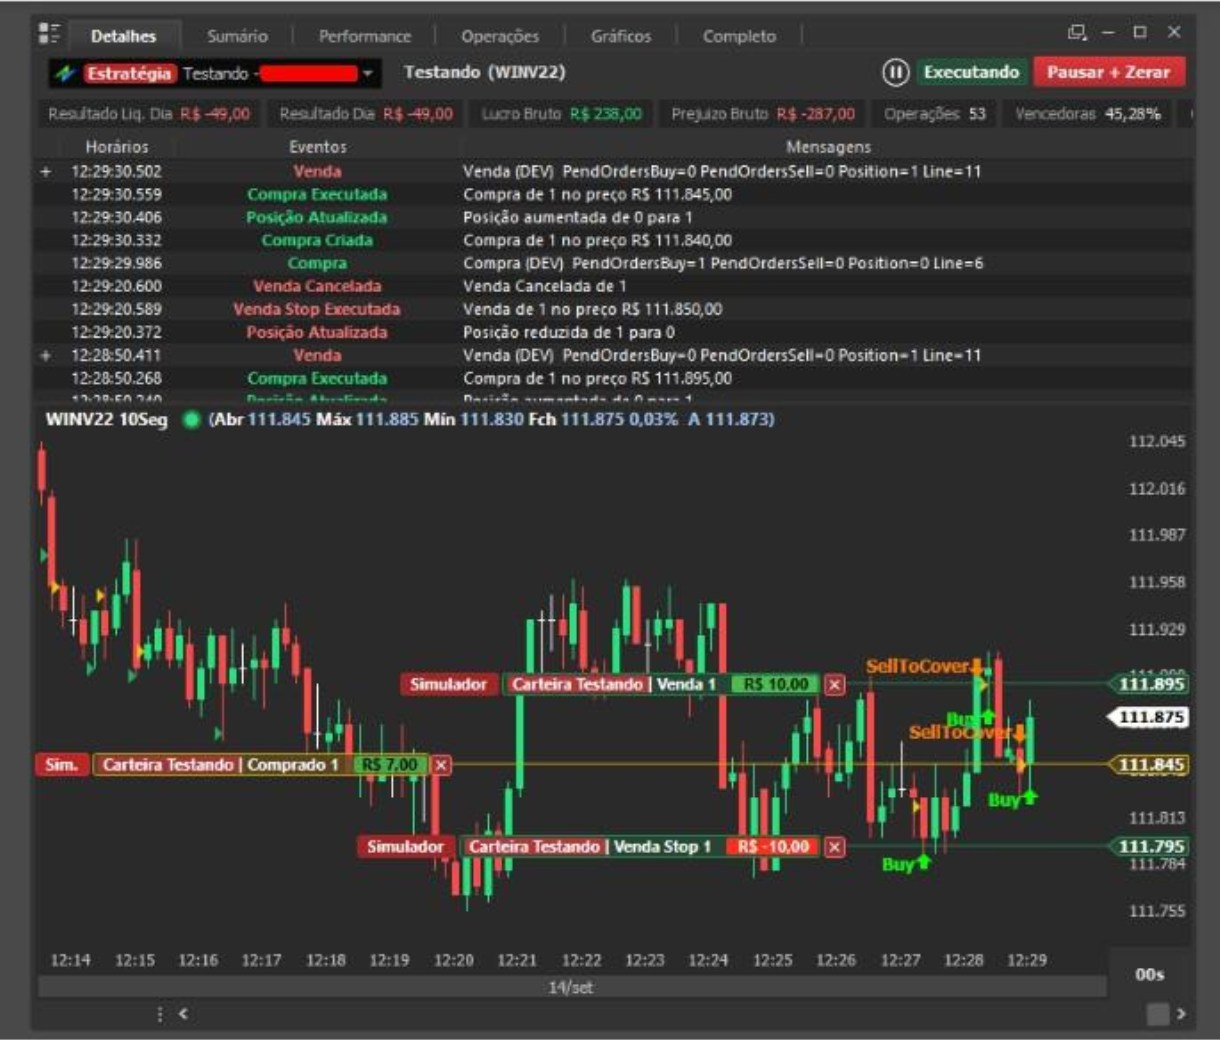 Detalhes Sumário Performance Operações Gráficos Completo
Estratégia Testando - Testando (WINV22) Executando Pausar + Zerar
Resultado Liq. Dia R$ -49,00 Resultado Dia R$ -49,00 Lucro Bruto R$ 238,00 Prejuizo Bruto R$ -287,00 Operações 53 Vencedoras 45,28%
Horários Eventos Mensagens
+ 12:29:30.502 Venda Venda (DEV) PendOrdersBuy=0 PendOrdersSell=0 Position=1 Line=11
12:29:30.559 Compra Executada Compra de 1 no preço R$ 111.845,00
12:29:30.406 Posição Atualizada Posição aumentada de 0 para 1
12:29:30.332 Compra Criada Compra de 1 no preço R$ 111.840,00
12:29:29.986 Compra Compra (DEV) PendOrdersBuy=1 PendOrdersSell=0 Position=0 Line=6
12:29:20.600 Venda Cancelada Venda Cancelada de 1
12:29:20.589 Venda Stop Executada Venda de 1 no preço R$ 111.850,00
12:29:20.372 Posição Atualizada Posição reduzida de 1 para 0
+ 12:28:50.411 Venda Venda (DEV) PendOrdersBuy=0 PendOrdersSell=0 Position=1 Line=11
12:28:50.268 Compra Executada Compra de 1 no preço R$ 111.895,00
12:28:50.240 Posição Atualizada Posição aumentada de 0 para 1
WINV22 10Seg (Abr 111.845 Máx 111.885 Mín 111.830 Fch 111.875 0,03% A 111.873)
112.045
112.016
111.987
111.958
111.929
SellToCover
Simulador Carteira Testando | Venda 1 R$ 10,00 111.895
Buy 111.875
SellToCover
Sim. Carteira Testando | Comprado 1 R$ 7,00 111.845
Buy
111.813
Simulador Carteira Testando | Venda Stop 1 R$ -10,00 111.795
Buy 111.784
111.755
12:14 12:15 12:16 12:17 12:18 12:19 12:20 12:21 12:22 12:23 12:24 12:25 12:26 12:27 12:28 12:29
00s
14/set